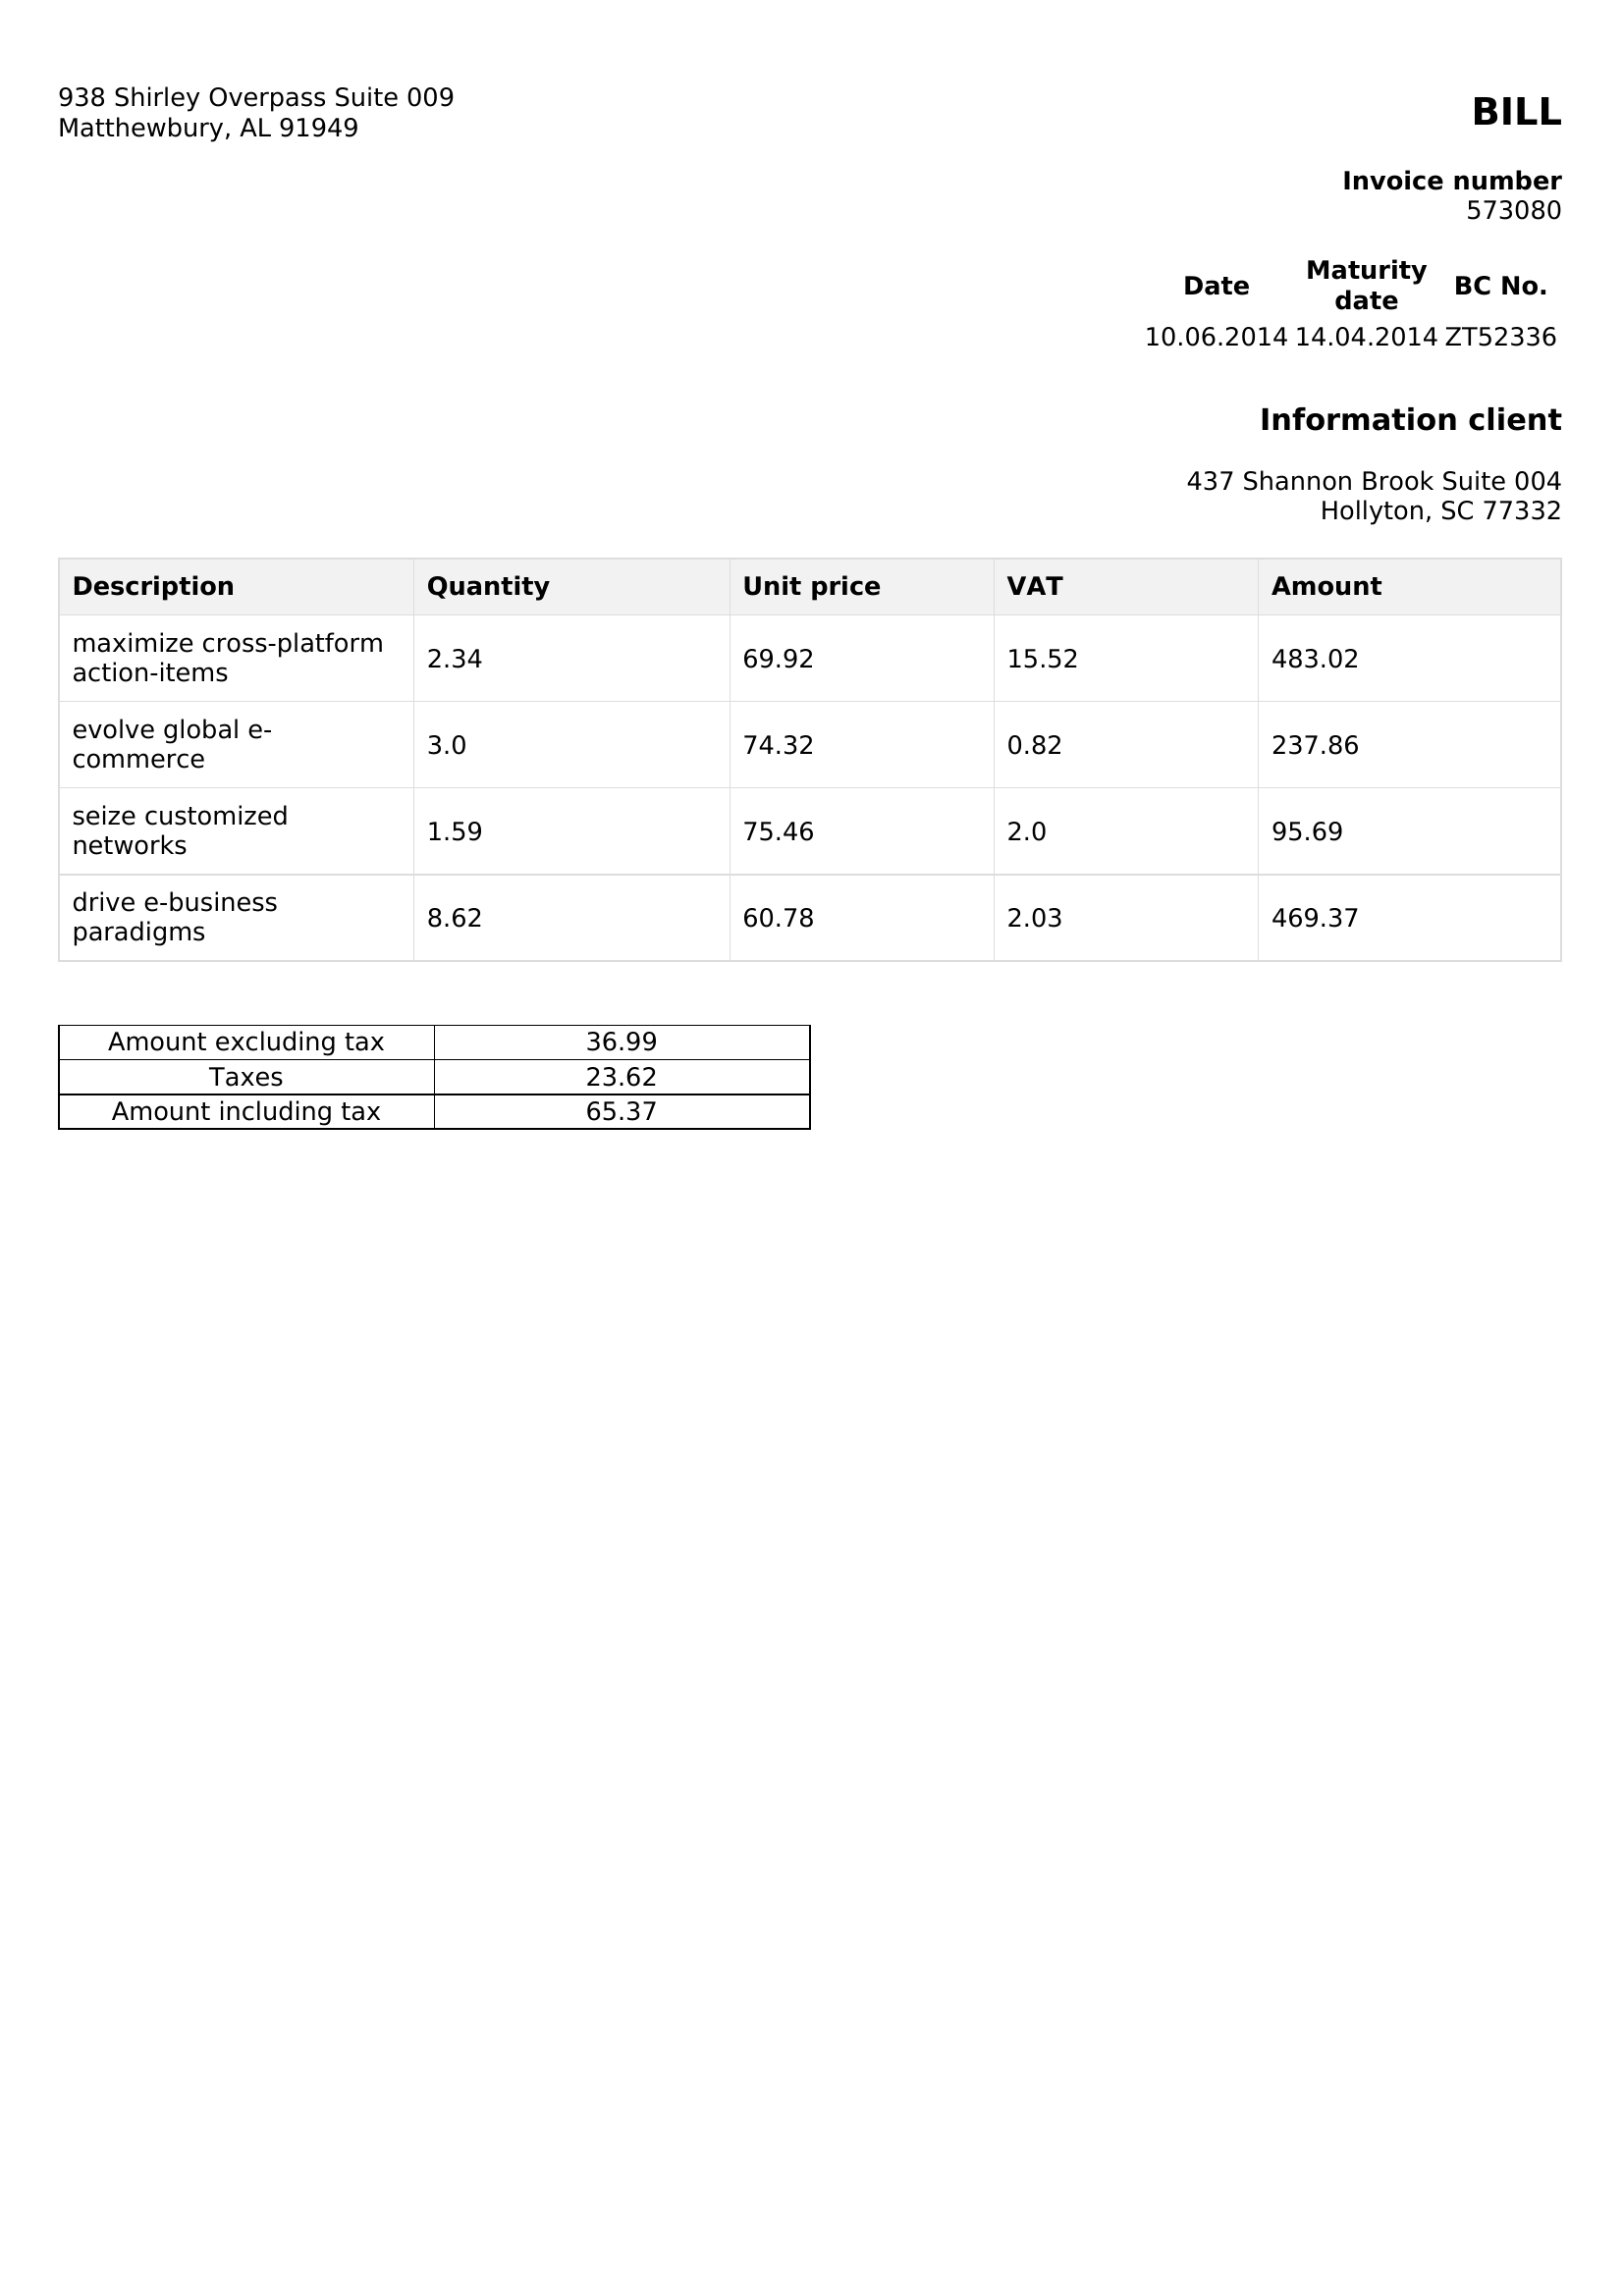 938 Shirley Overpass Suite 009
Matthewbury, AL 91949
BILL
Invoice number
573080
Date Maturity date BC No.
10.06.2014 14.04.2014 ZT52336
Information client
437 Shannon Brook Suite 004
Hollyton, SC 77332
Description Quantity Unit price VAT Amount
maximize cross-platform
action-items 2.34 69.92 15.52 483.02
evolve global e-
commerce 3.0 74.32 0.82 237.86
seize customized
networks 1.59 75.46 2.0 95.69
drive e-business
paradigms 8.62 60.78 2.03 469.37
Amount excluding tax 36.99
Taxes 23.62
Amount including tax 65.37